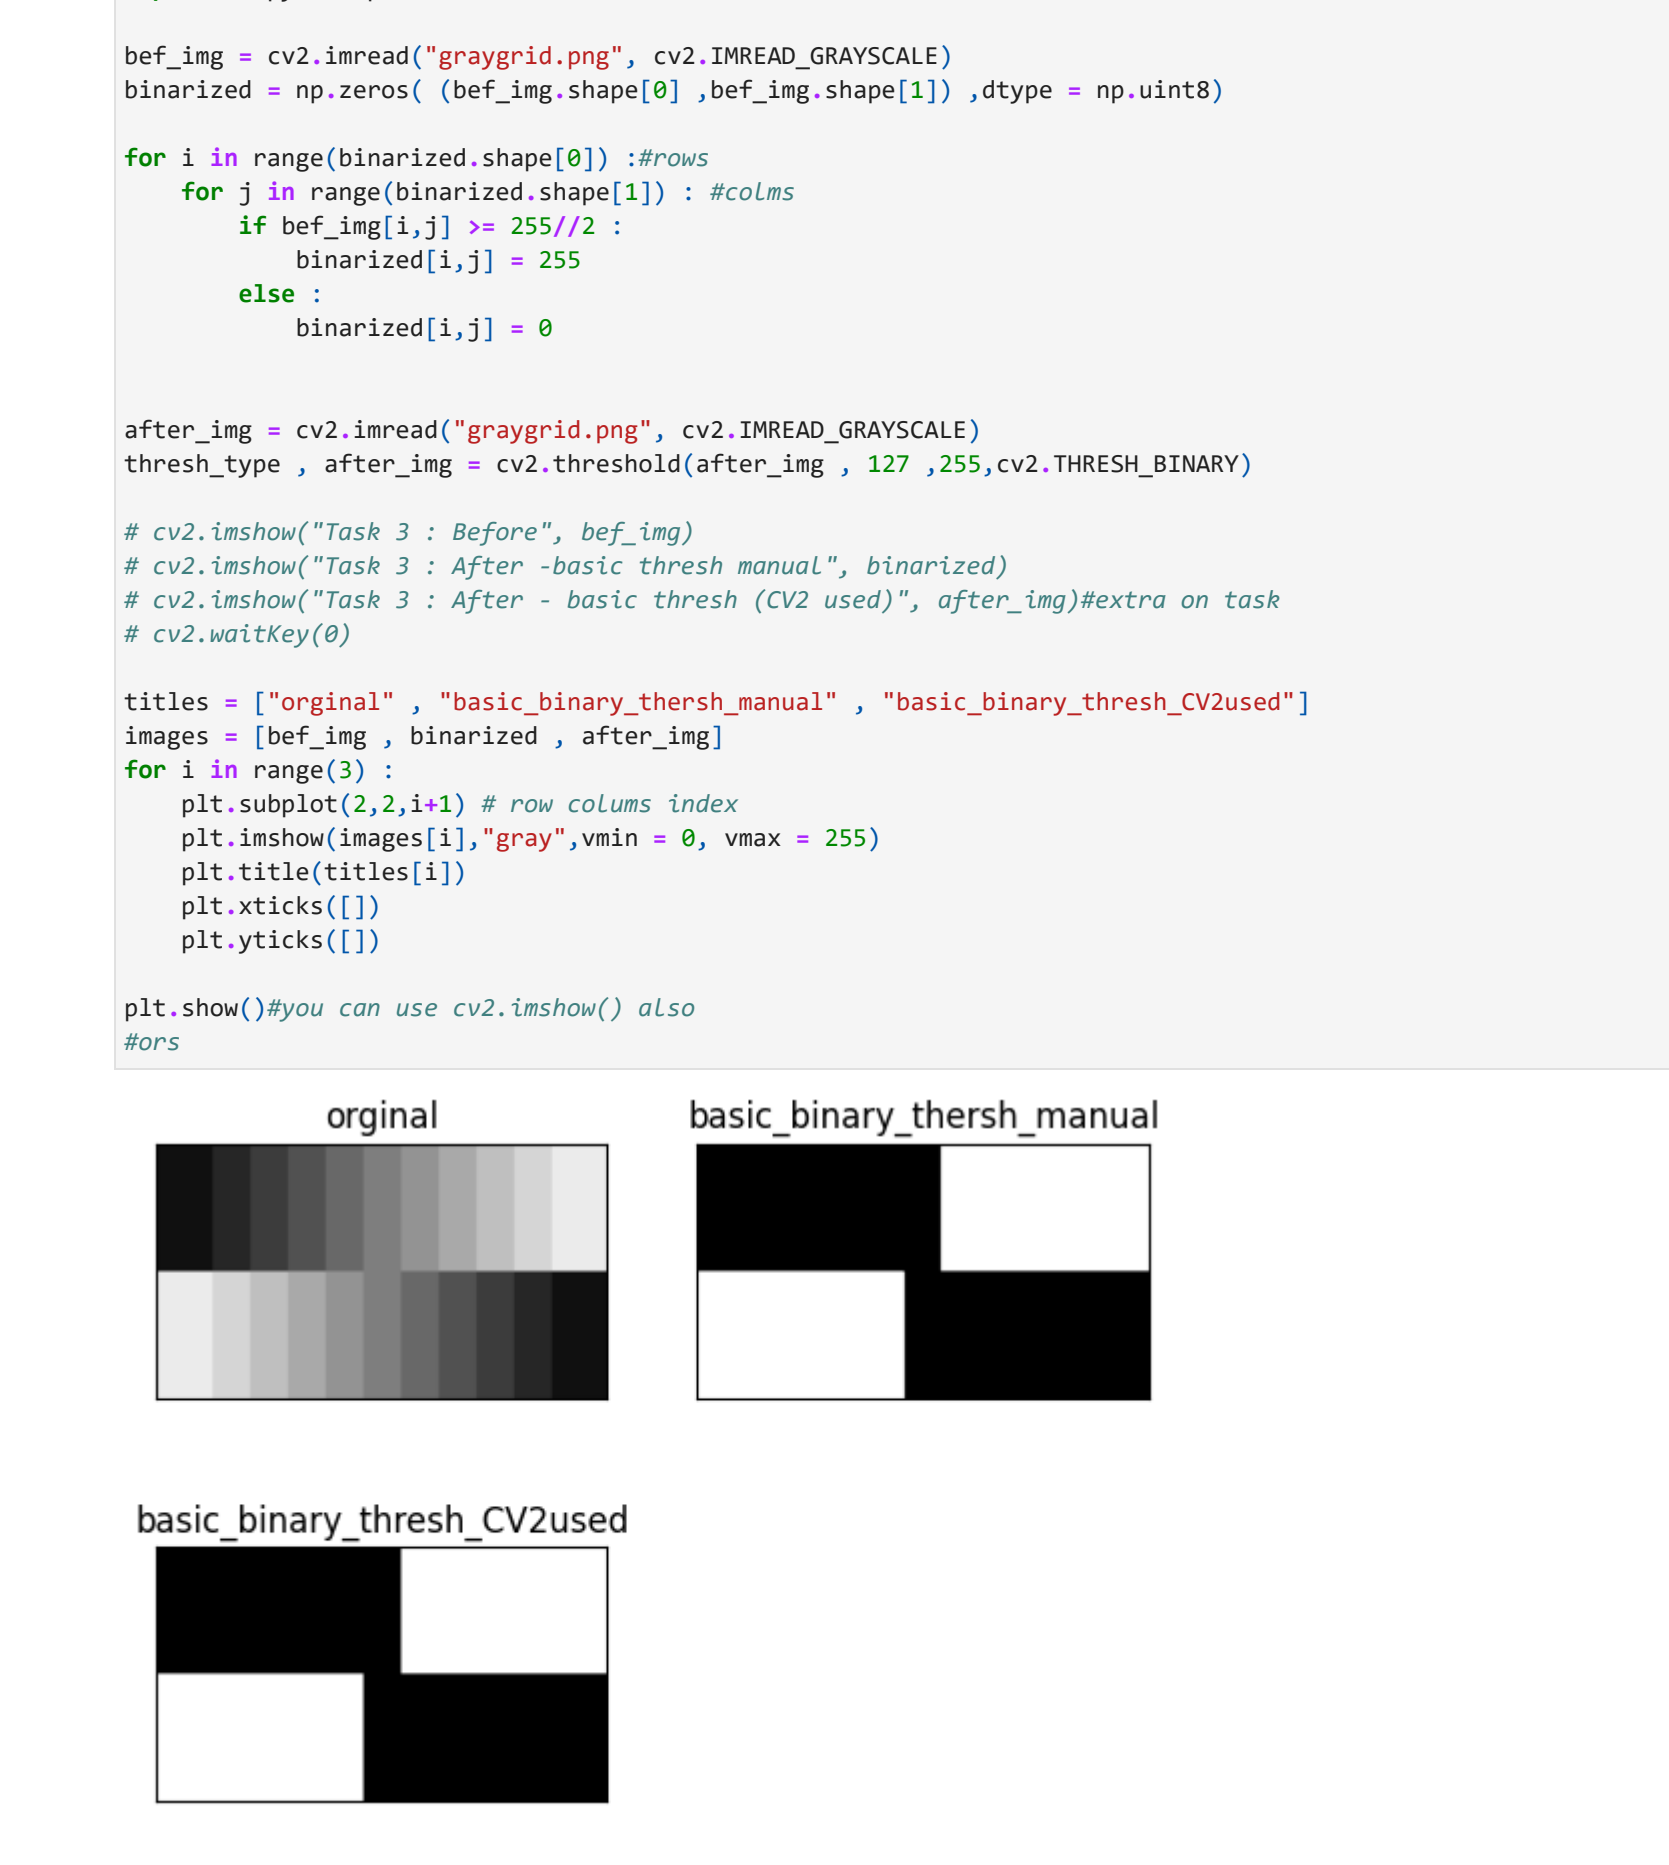 bef_img = cv2.imread("graygrid.png", cv2.IMREAD_GRAYSCALE)
binarized = np.zeros( (bef_img.shape[0] ,bef_img.shape[1]) ,dtype = np.uint8)
for i in range(binarized.shape[0]) :#rows
    for j in range(binarized.shape[1]) : #colms
        if bef_img[i,j] >= 255//2 :
            binarized[i,j] = 255
        else :
            binarized[i,j] = 0
after_img = cv2.imread("graygrid.png", cv2.IMREAD_GRAYSCALE)
thresh_type , after_img = cv2.threshold(after_img , 127 ,255,cv2.THRESH_BINARY)
# cv2.imshow("Task 3 : Before", bef_img)
# cv2.imshow("Task 3 : After -basic thresh manual", binarized)
# cv2.imshow("Task 3 : After - basic thresh (CV2 used)", after_img)#extra on task
# cv2.waitKey(0)
titles = ["orginal" , "basic_binary_thersh_manual" , "basic_binary_thresh_CV2used"]
images = [bef_img , binarized , after_img]
for i in range(3) :
    plt.subplot(2,2,i+1) # row colums index
    plt.imshow(images[i],"gray",vmin = 0, vmax = 255)
    plt.title(titles[i])
    plt.xticks([])
    plt.yticks([])
plt.show()#you can use cv2.imshow() also
#ors
orginal
basic_binary_thersh_manual
basic_binary_thresh_CV2used